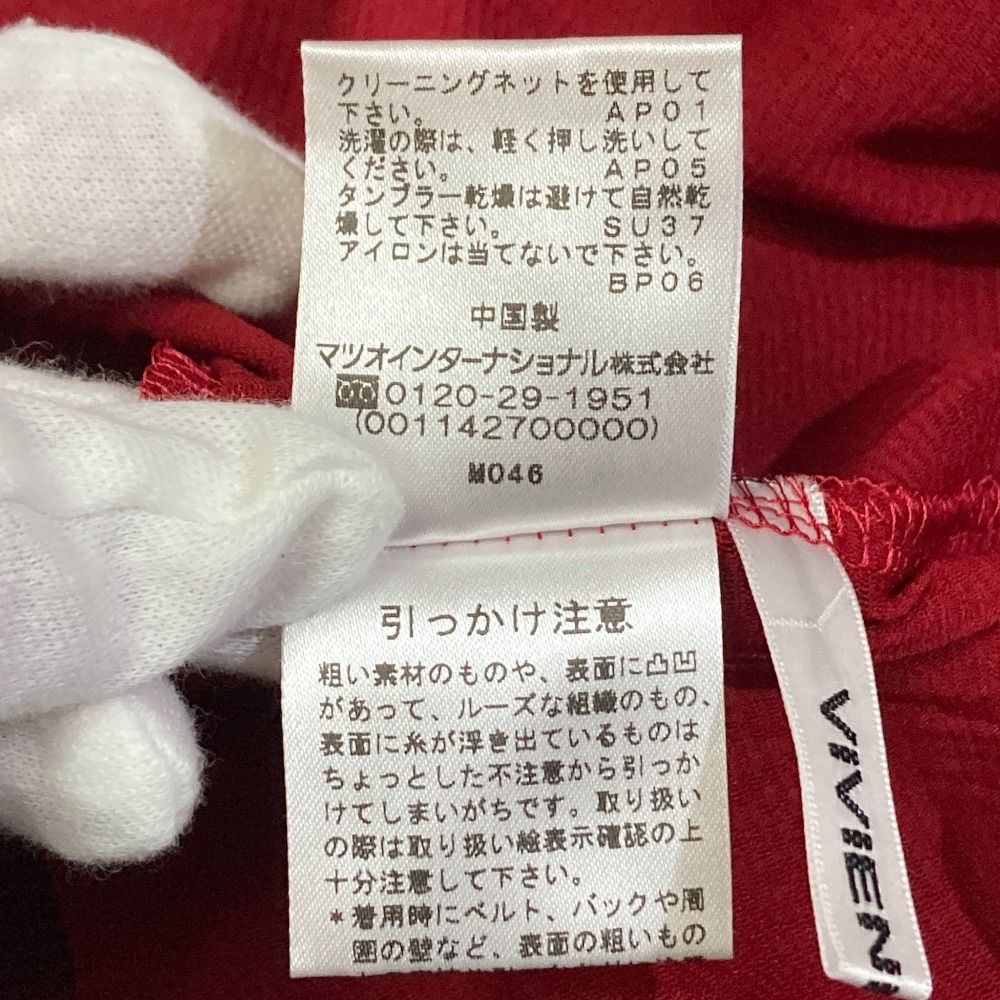 クリーニングネットを使用して
下さい。 AP01
洗濯の際は、軽く押し洗いして
ください。 AP05
タンブラー乾燥は避けて自然乾
燥して下さい。 SU37
アイロンは当てないで下さい。
BP06
中国製
マツオインターナショナル株式会社
0120-29-1951
(001142700000)
M046
引っかけ注意
粗い素材のものや、表面に凸凹
があって、ルーズな組織のもの、
表面に糸が浮き出ているものは
ちょっとした不注意から引っか
けてしまいがちです。取り扱い
の際は取り扱い絵表示確認の上
十分注意して下さい。
*着用時にベルト、バックや周
囲の壁など、表面の粗いもの
VIVIEN